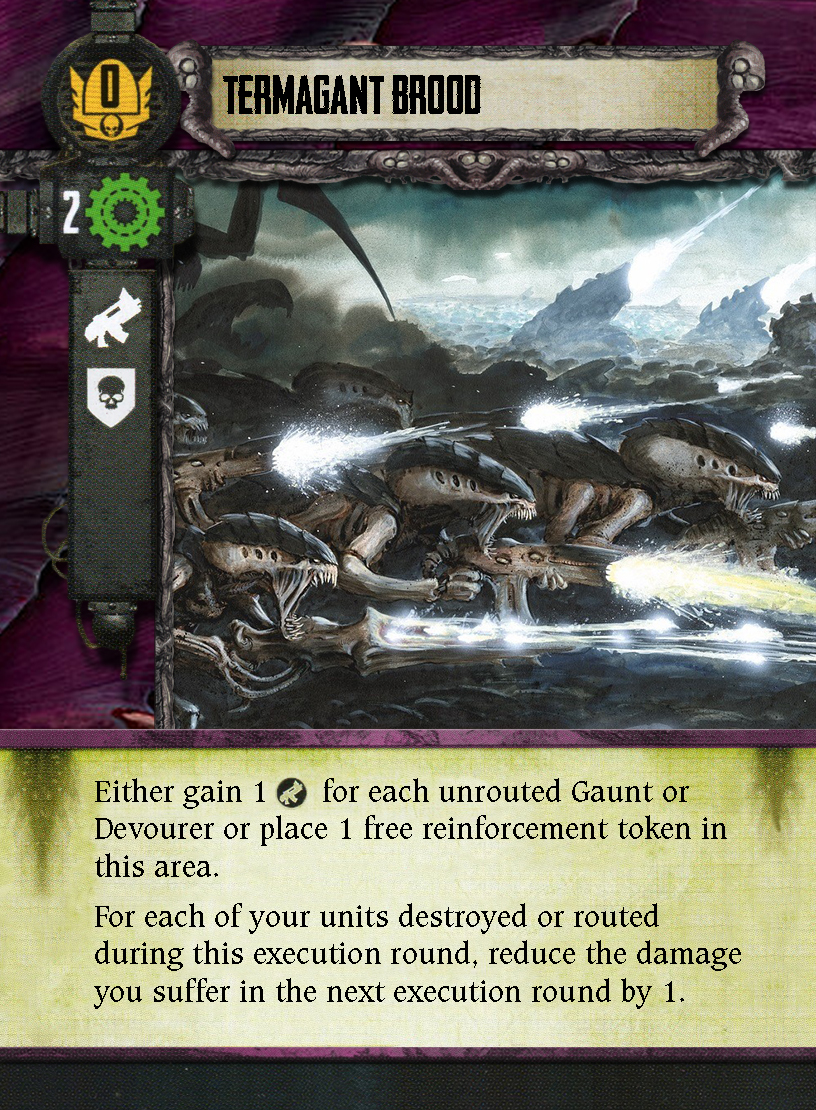 0
TERMAGANT BROOD
2
Either gain 1 for each unrouted Gaunt or
Devourer or place 1 free reinforcement token in
this area.
For each of your units destroyed or routed
during this execution round, reduce the damage
you suffer in the next execution round by 1.